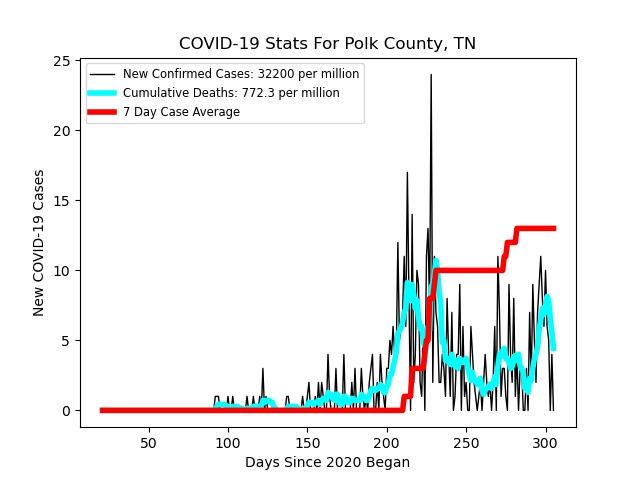 COVID-19 Stats For Polk County, TN
New Confirmed Cases: 32200 per million
Cumulative Deaths: 772.3 per million
7 Day Case Average
New COVID-19 Cases
25
20
15
10
5
0
50 100 150 200 250 300
Days Since 2020 Began